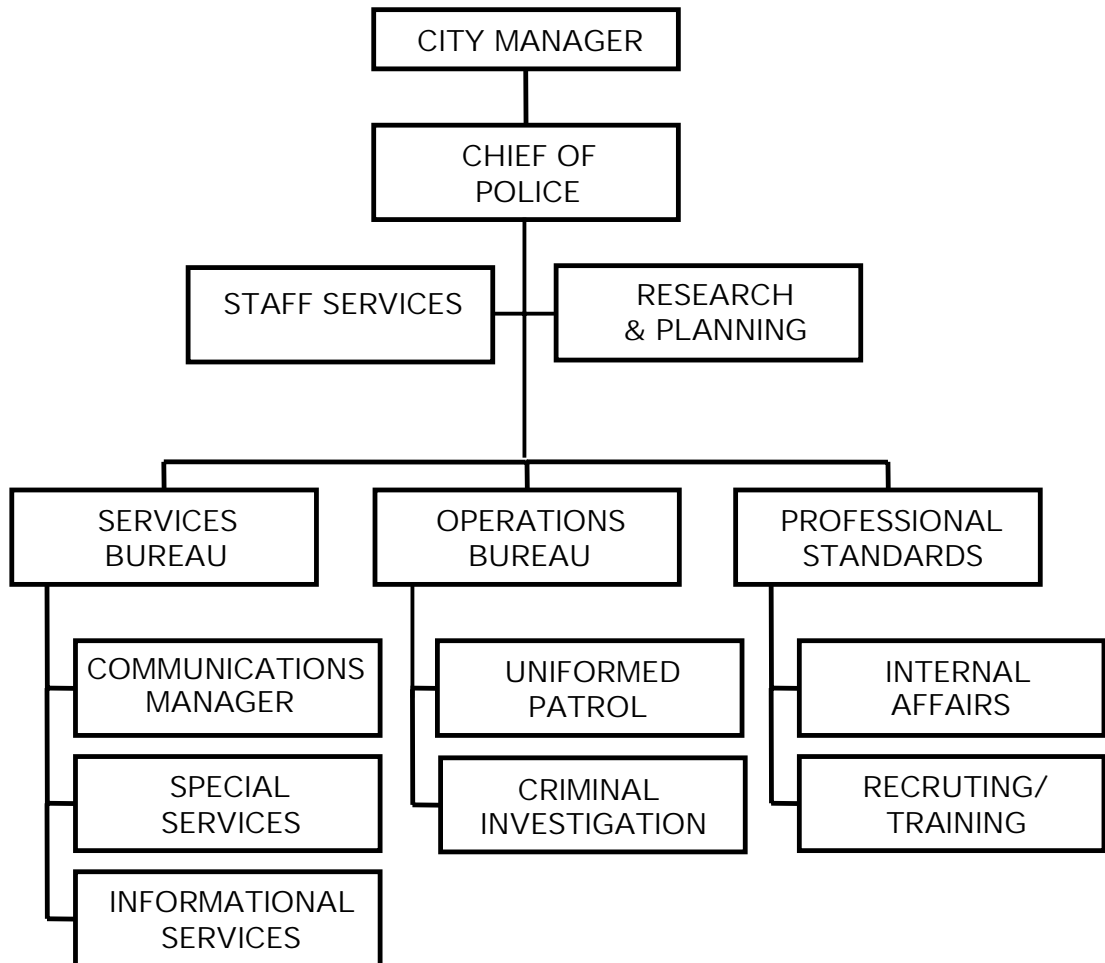 CITY MANAGER
CHIEF OF
POLICE
STAFF SERVICES
RESEARCH
& PLANNING
SERVICES
BUREAU
OPERATIONS
BUREAU
PROFESSIONAL
STANDARDS
COMMUNICATIONS
MANAGER
UNIFORMED
PATROL
INTERNAL
AFFAIRS
SPECIAL
SERVICES
CRIMINAL
INVESTIGATION
RECRUTING/
TRAINING
INFORMATIONAL
SERVICES